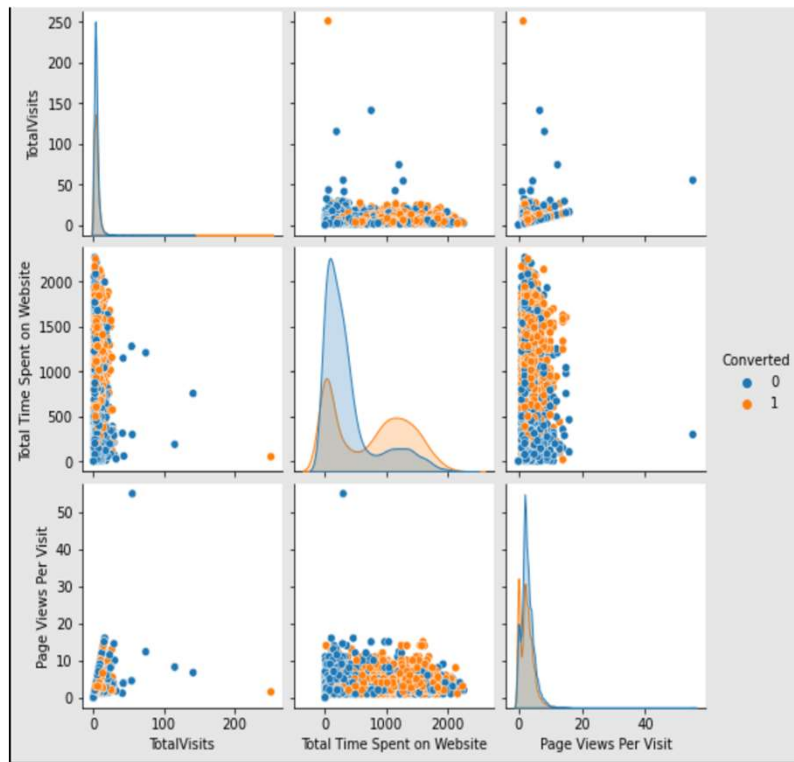 250
200
150
100
50
0
TotalVisits
2000
1500
1000
500
0
Total Time Spent on Website
Converted
0
1
50
40
30
20
10
0
Page Views Per Visit
0 200
TotalVisits
0 1000 2000
Total Time Spent on Website
0 20 40
Page Views Per Visit